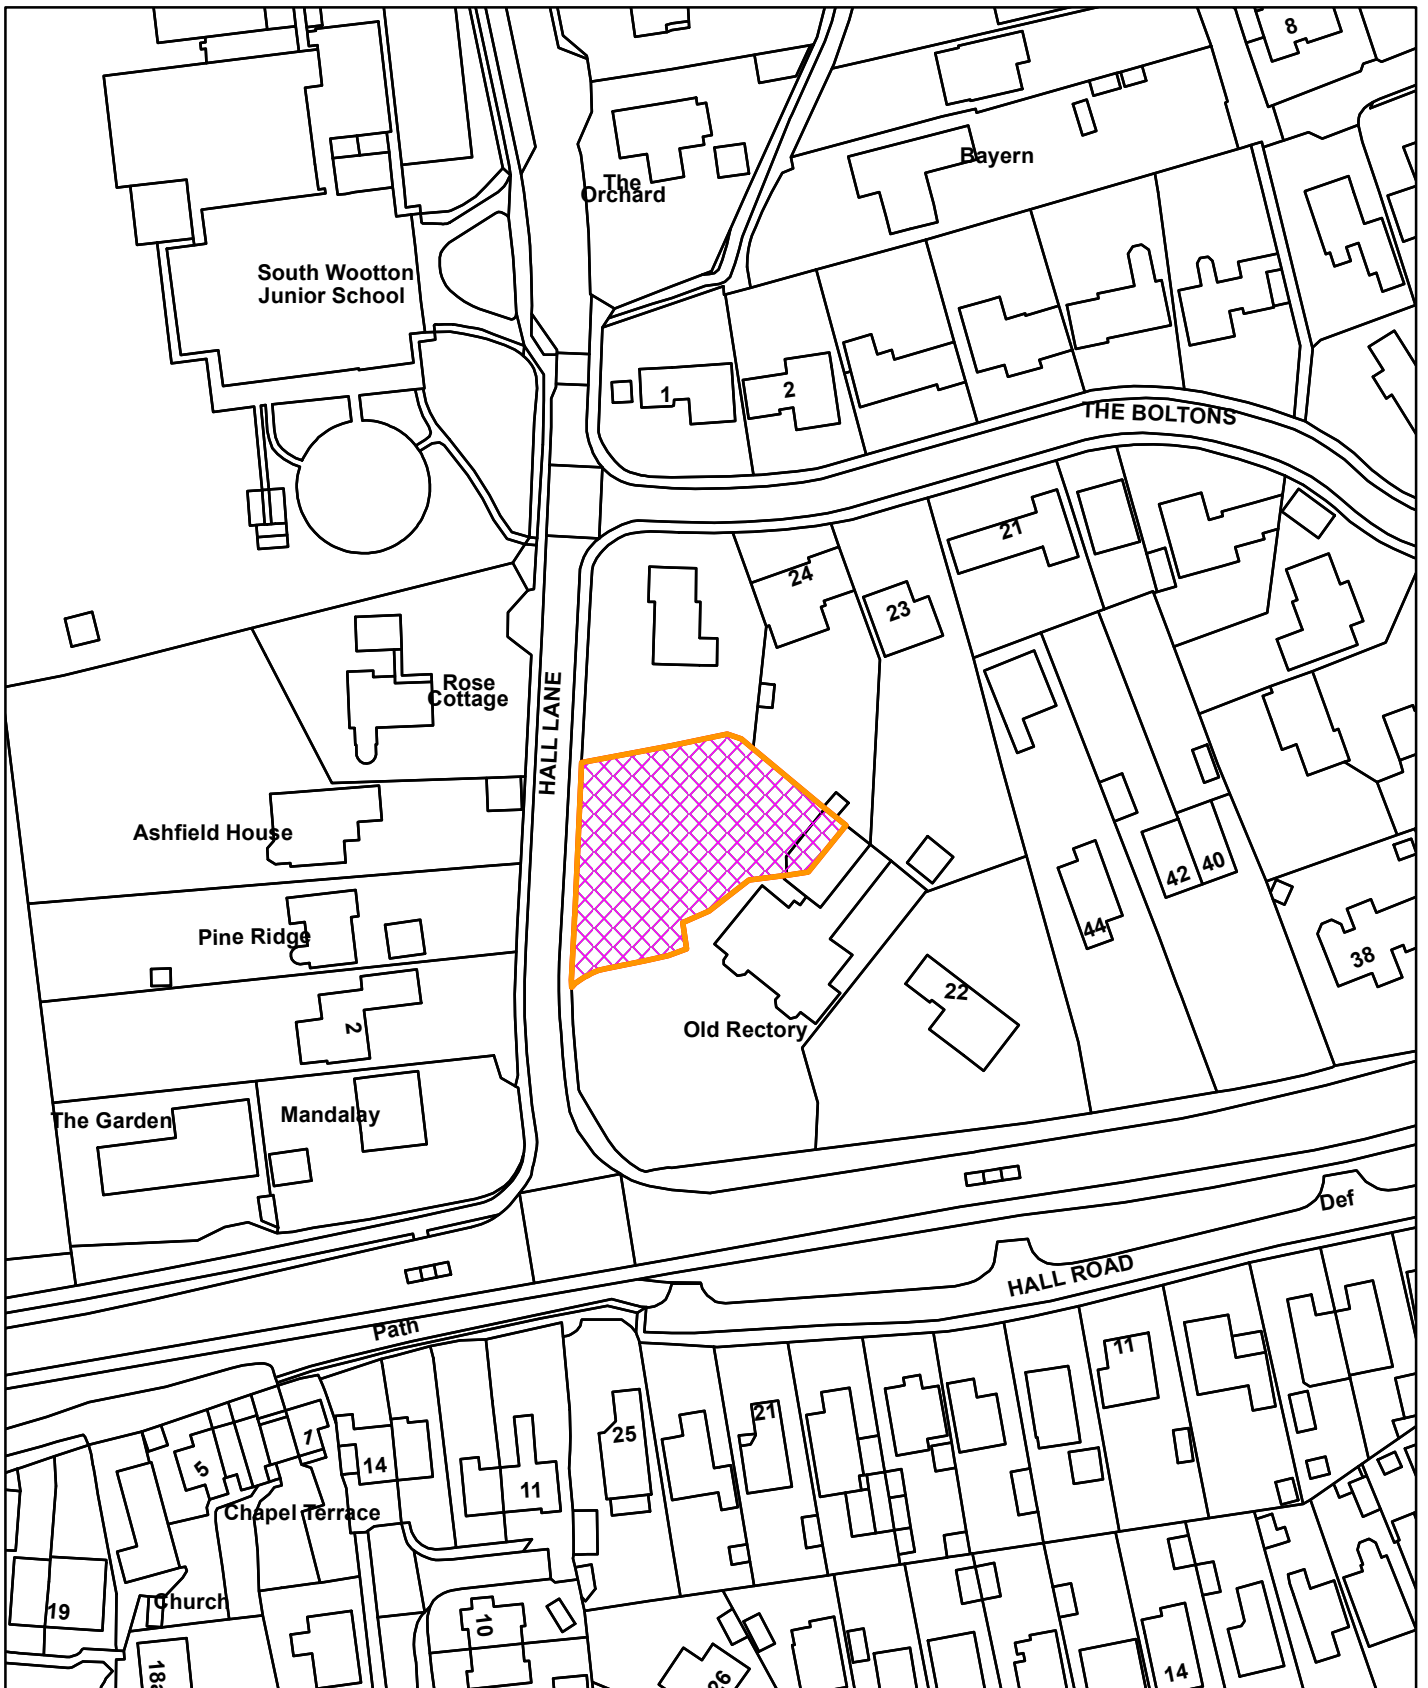 8
Bayern
The
Orchard
South Wootton
Junior School
1
2
THE BOLTONS
21
24
23
Rose
Cottage
HALL LANE
Ashfield House
Pine Ridge
42
40
44
38
22
2
Old Rectory
The Garden
Mandalay
Def
HALL ROAD
Path
11
21
25
1
5
14
11
Chapel Terrace
Church
19
10
14
26